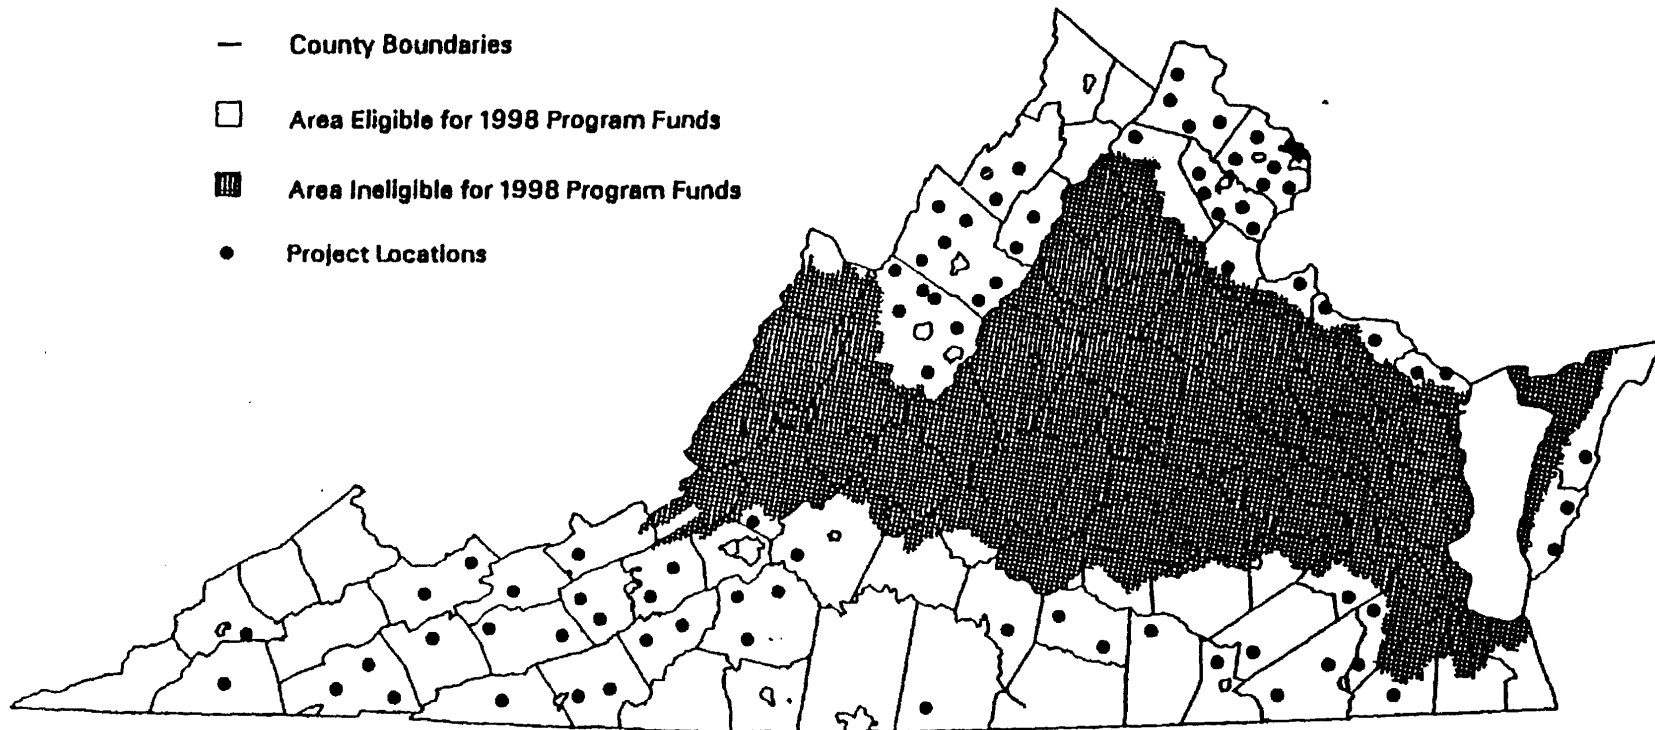 County Boundaries
Area Eligible for 1998 Program Funds
Area Ineligible for 1998 Program Funds
Project Locations